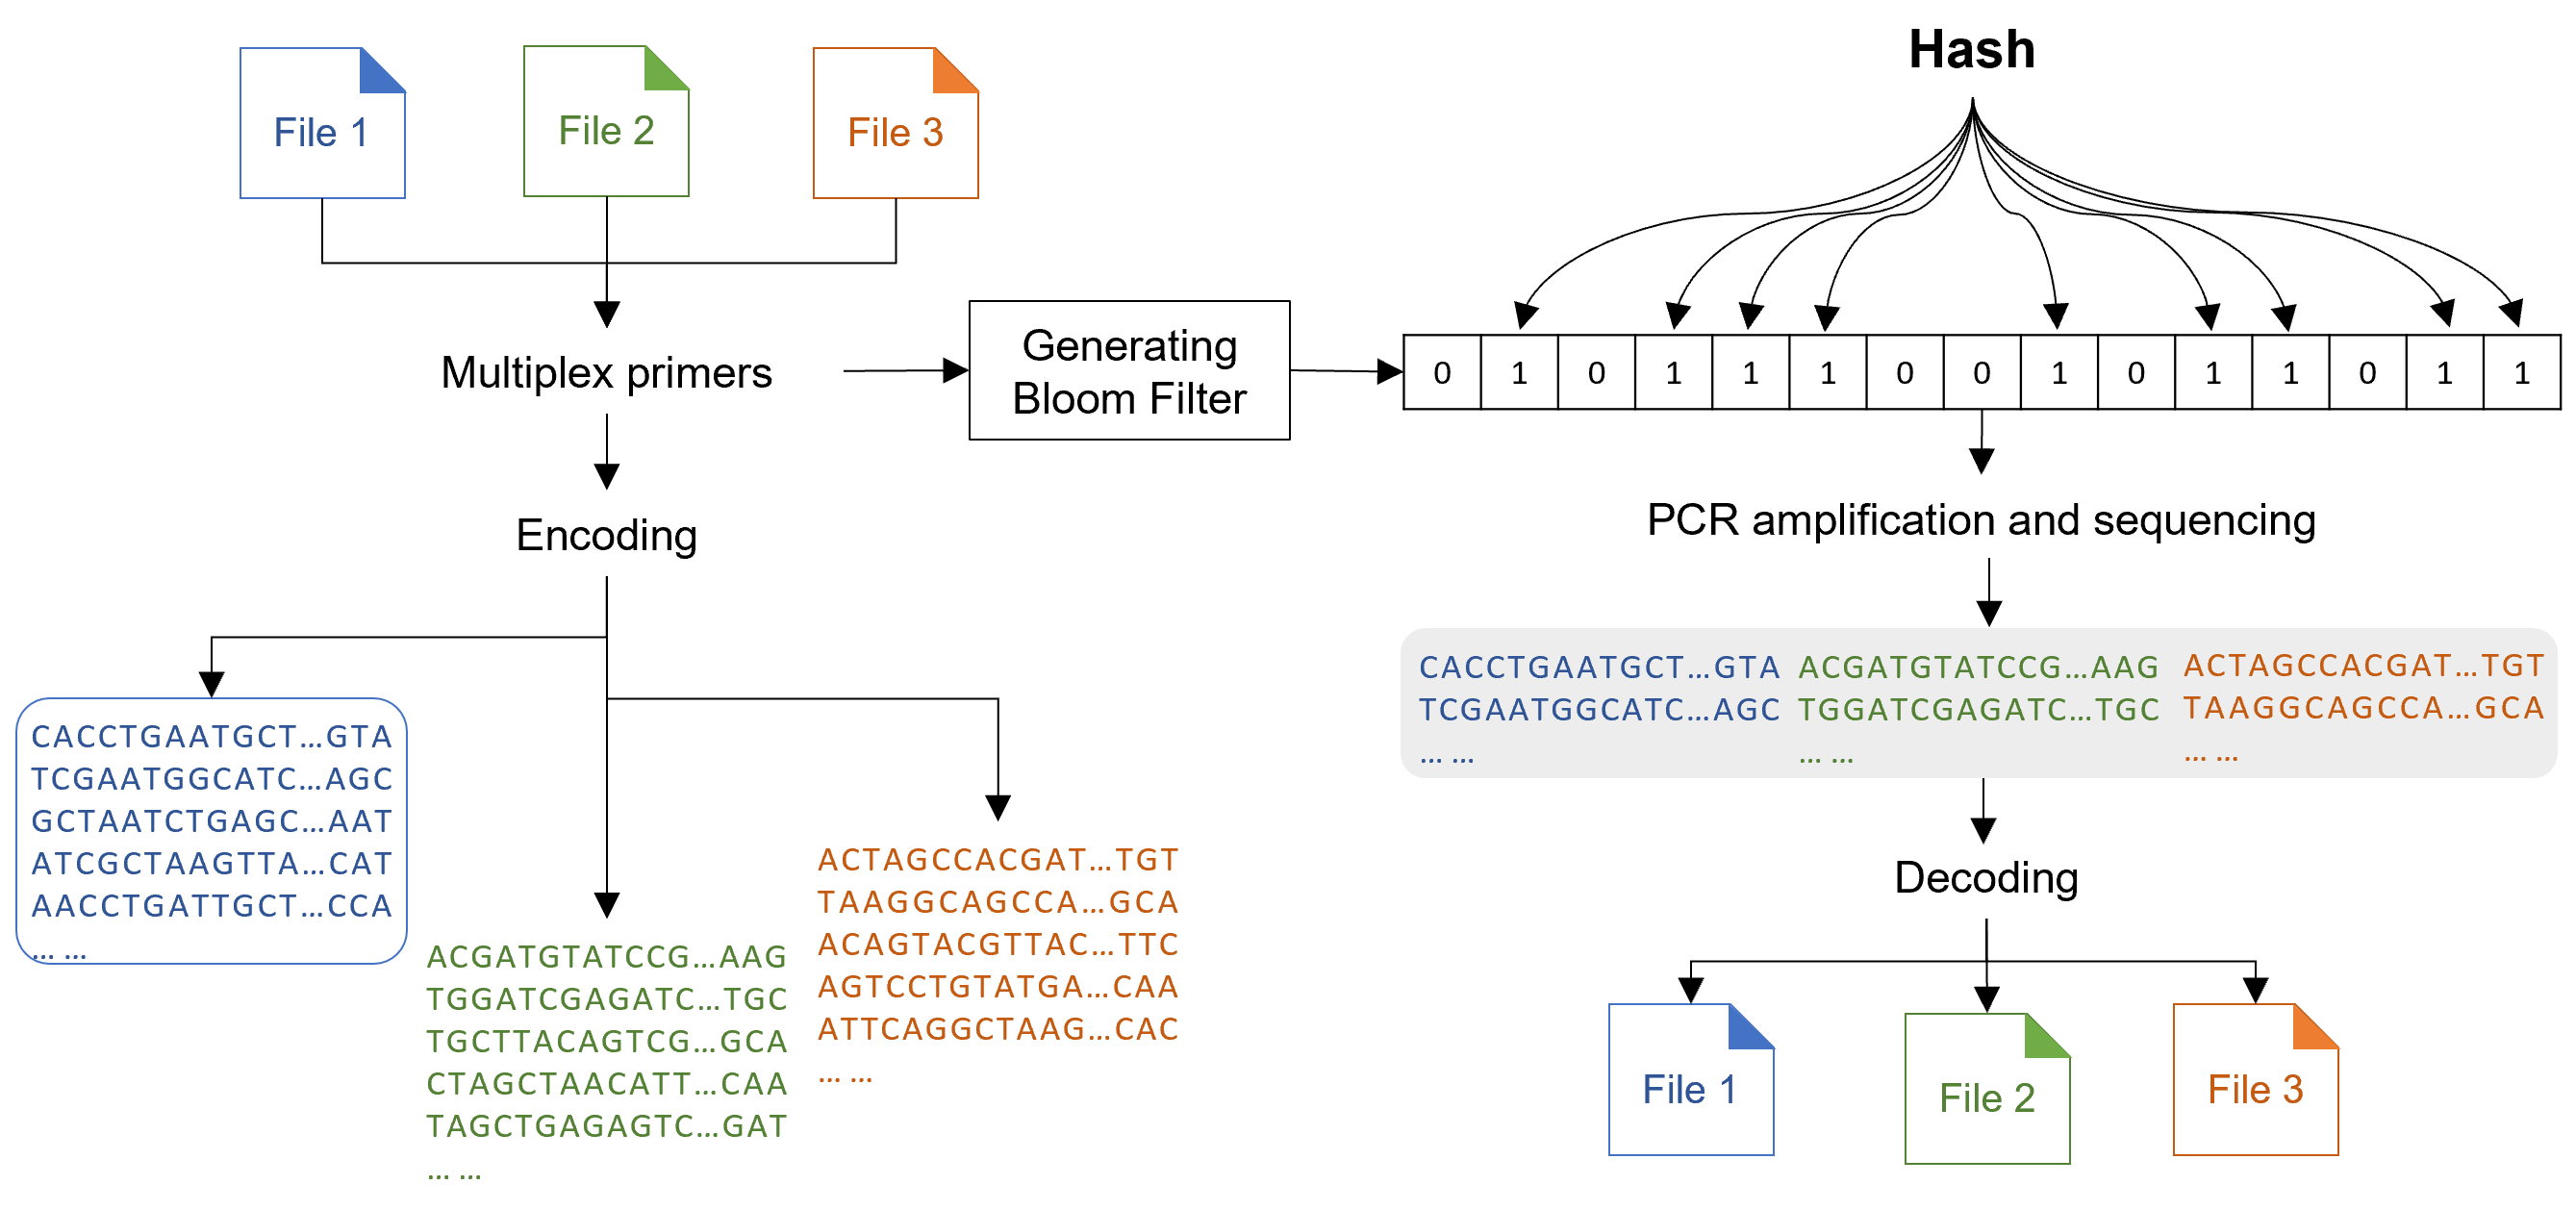 File 1
File 2
File 3
Hash
Multiplex primers
Generating
Bloom Filter
0 1 0 1 1 1 0 0 1 0 1 1 0 1 1
Encoding
PCR amplification and sequencing
CACCTGAATGCT...GTA
TCGAATGGCATC...AGC
GCTAATCTGAGC...AAT
ATCGCTAAGTTA...CAT
AACCTGATTGCT...CCA
... ...
ACGATGTATCCG...AAG
TGGATCGAGATC...TGC
TGCTTACAGTCG...GCA
CTAGCTAACATT...CAA
TAGCTGAGAGTC...GAT
... ...
ACTAGCCACGAT...TGT
TAAGGCAGCCA...GCA
ACAGTACGTTAC...TTC
AGTCCTGTATGA...CAA
ATTCAGGCTAAG...CAC
... ...
CACCTGAATGCT...GTA ACGATGTATCCG...AAG ACTAGCCACGAT...TGT
TCGAATGGCATC...AGC TGGATCGAGATC...TGC TAAGGCAGCCA...GCA
... ... ... ... ... ...
Decoding
File 1
File 2
File 3